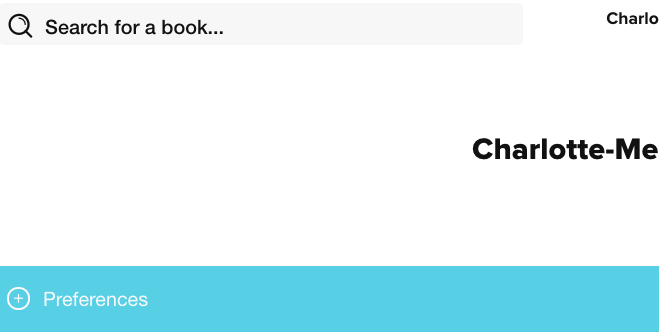 Search for a book...
Charlo
Charlotte-Me
Preferences